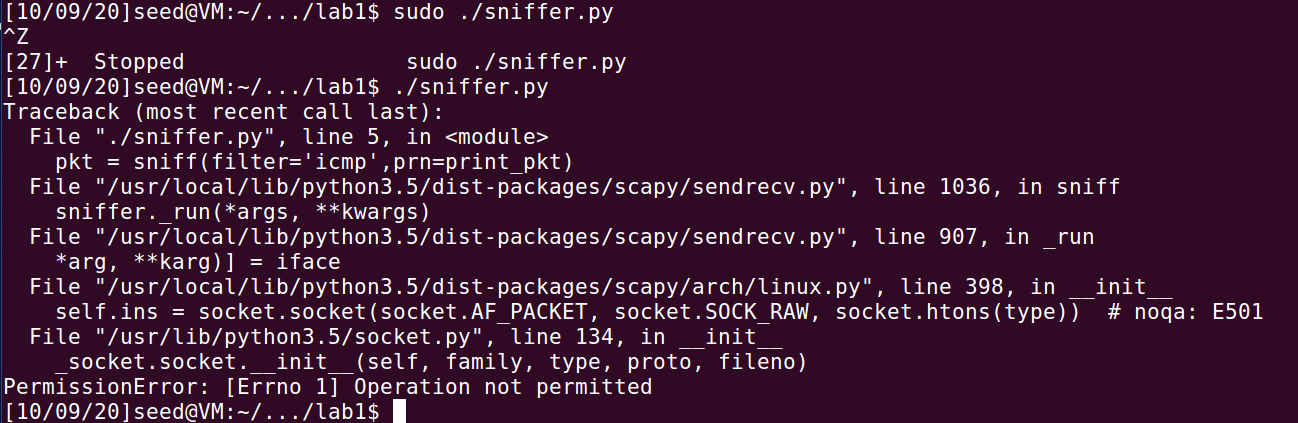 [10/09/20]seed@VM:~/.../lab1$ sudo ./sniffer.py
^Z
[27]+  Stopped                 sudo ./sniffer.py
[10/09/20]seed@VM:~/.../lab1$ ./sniffer.py
Traceback (most recent call last):
  File "./sniffer.py", line 5, in <module>
    pkt = sniff(filter='icmp',prn=print_pkt)
  File "/usr/local/lib/python3.5/dist-packages/scapy/sendrecv.py", line 1036, in sniff
    sniffer._run(*args, **kwargs)
  File "/usr/local/lib/python3.5/dist-packages/scapy/sendrecv.py", line 907, in _run
    *arg, **karg)] = iface
  File "/usr/local/lib/python3.5/dist-packages/scapy/arch/linux.py", line 398, in __init__
    self.ins = socket.socket(socket.AF_PACKET, socket.SOCK_RAW, socket.htons(type))  # noqa: E501
  File "/usr/lib/python3.5/socket.py", line 134, in __init__
    _socket.socket.__init__(self, family, type, proto, fileno)
PermissionError: [Errno 1] Operation not permitted
[10/09/20]seed@VM:~/.../lab1$